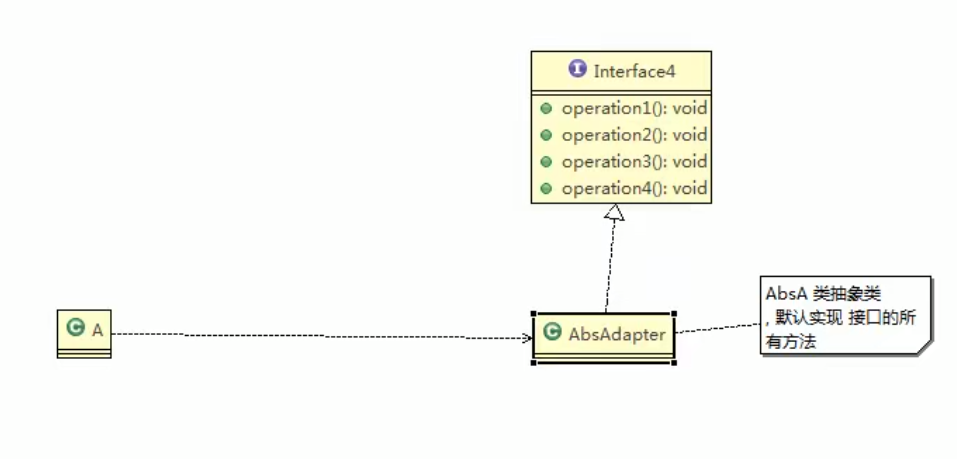 I Interface4
operation1(): void
operation2(): void
operation3(): void
operation4(): void
C A
C AbsAdapter
AbsA 类抽象类
, 默认实现 接口的所
有方法